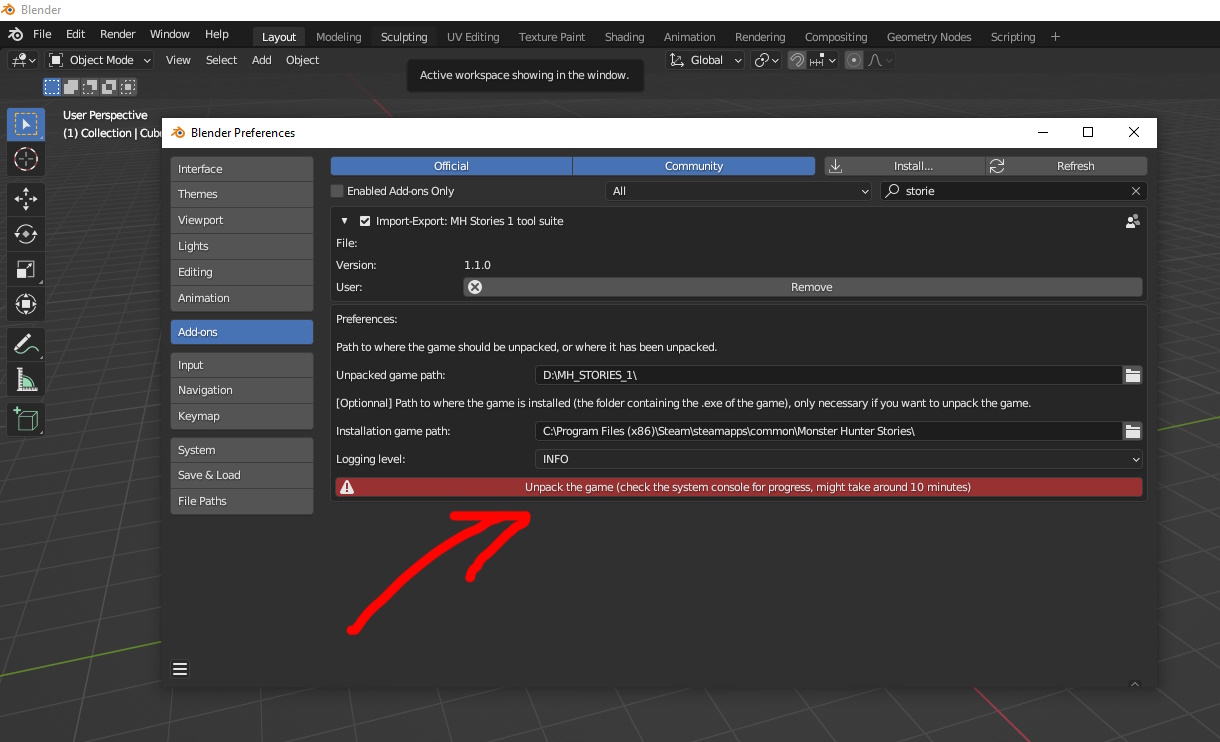 Blender
File Edit Render Window Help Layout Modeling Sculpting UV Editing Texture Paint Shading Animation Rendering Compositing Geometry Nodes Scripting +
Object Mode View Select Add Object Global
Active workspace showing in the window.
User Perspective
(1) Collection | Cub
Blender Preferences
Interface
Themes
Viewport
Lights
Editing
Animation
Add-ons
Input
Navigation
Keymap
System
Save & Load
File Paths
Official Community Install... Refresh
Enabled Add-ons Only All storie
Import-Export: MH Stories 1 tool suite
File:
Version: 1.1.0
User: Remove
Preferences:
Path to where the game should be unpacked, or where it has been unpacked.
Unpacked game path: D:\MH_STORIES_1\
[Optionnal] Path to where the game is installed (the folder containing the .exe of the game), only necessary if you want to unpack the game.
Installation game path: C:\Program Files (x86)\Steam\steamapps\common\Monster Hunter Stories\
Logging level: INFO
Unpack the game (check the system console for progress, might take around 10 minutes)